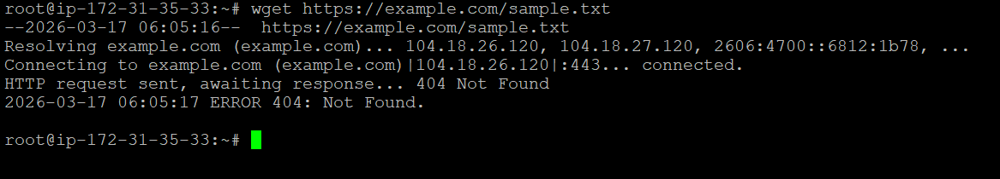 root@ip-172-31-35-33:~# wget https://example.com/sample.txt
--2026-03-17 06:05:16--  https://example.com/sample.txt
Resolving example.com (example.com)... 104.18.26.120, 104.18.27.120, 2606:4700::6812:1b78, ...
Connecting to example.com (example.com)|104.18.26.120|:443... connected.
HTTP request sent, awaiting response... 404 Not Found
2026-03-17 06:05:17 ERROR 404: Not Found.
root@ip-172-31-35-33:~#